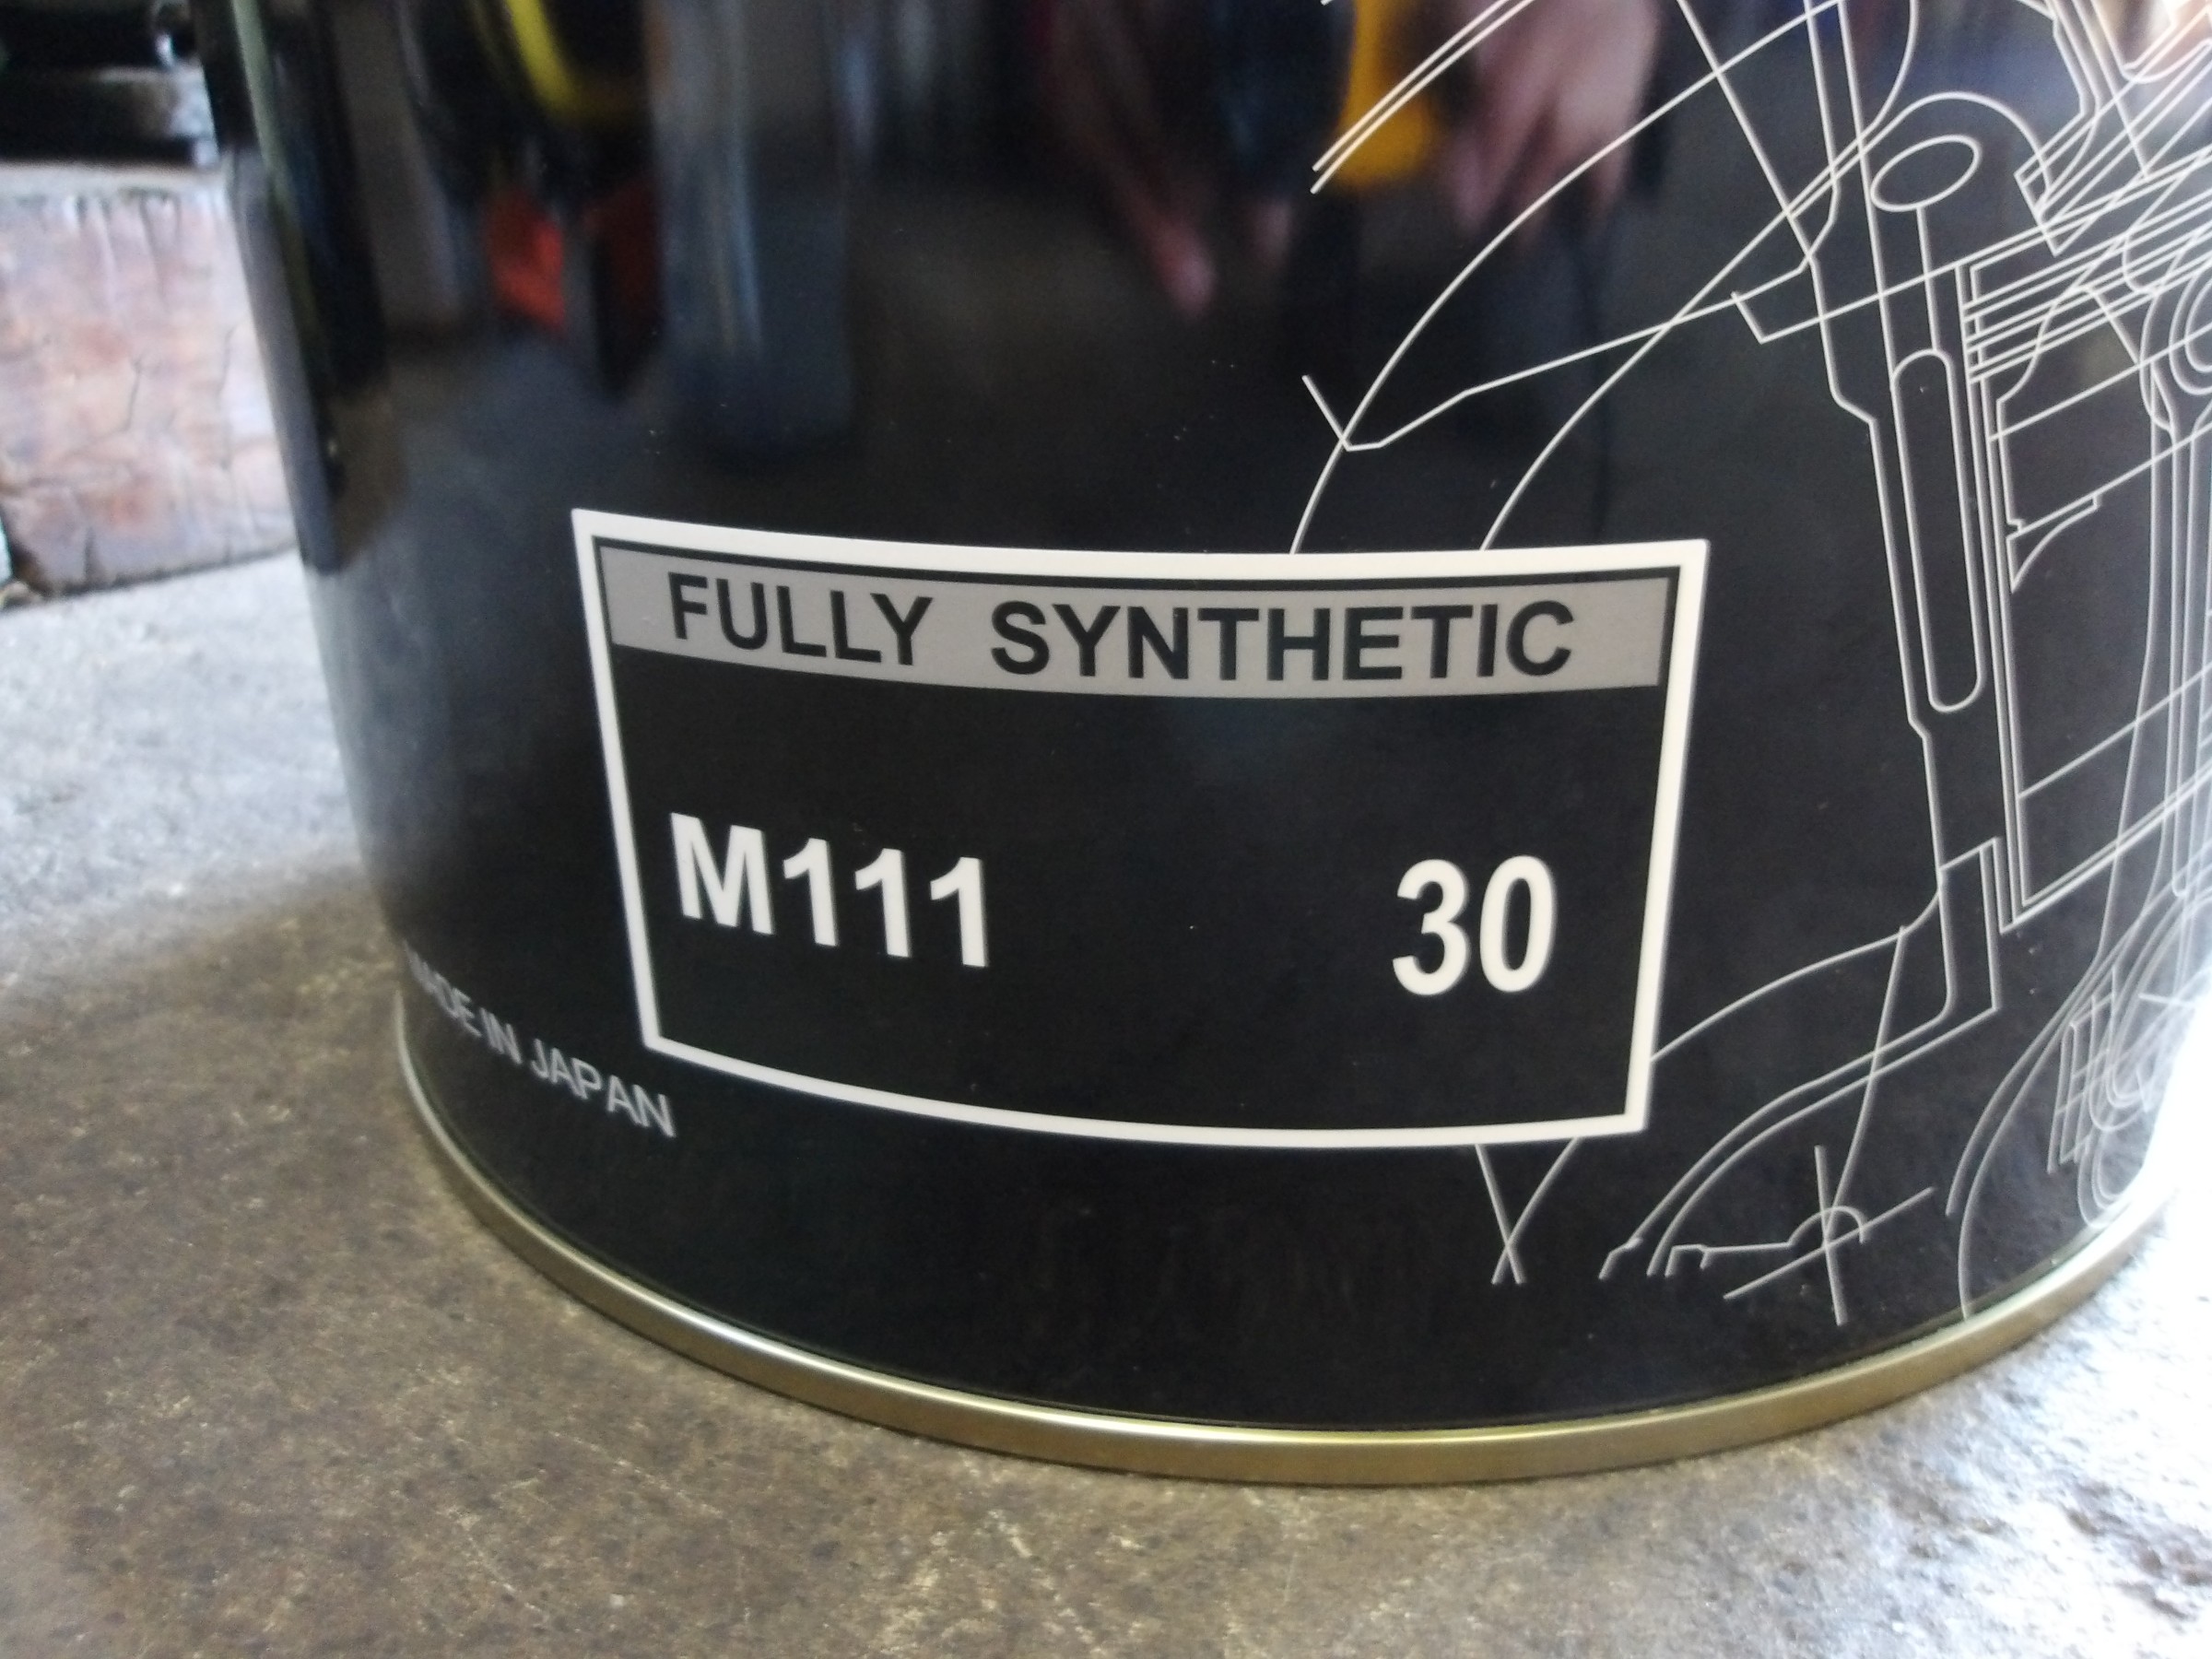 FULLY SYNTHETIC
M111 30
MADE IN JAPAN